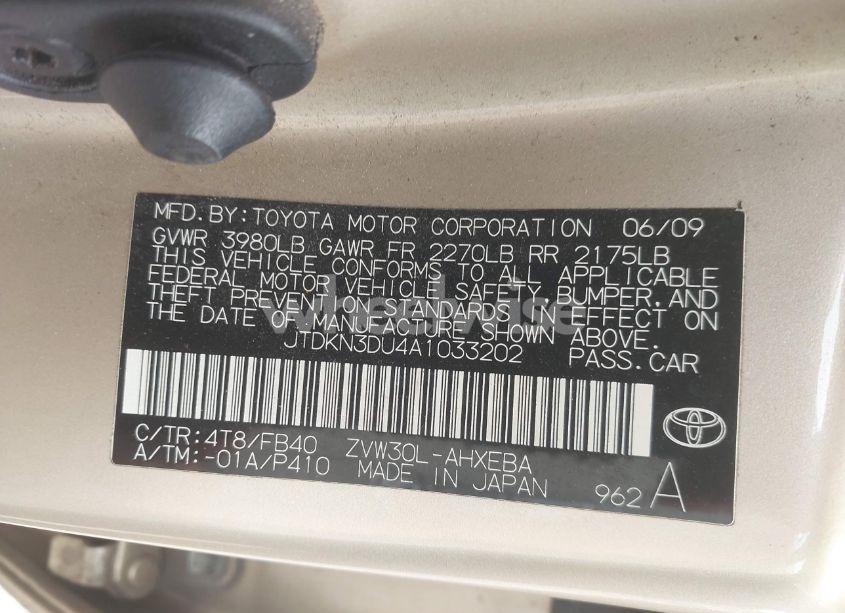 MFD. BY: TOYOTA MOTOR CORPORATION 06/09
GVWR 3980LB GAWR FR 2270LB RR 2175LB
THIS VEHICLE CONFORMS TO ALL APPLICABLE
FEDERAL MOTOR VEHICLE SAFETY, BUMPER, AND
THEFT PREVENTION STANDARDS IN EFFECT ON
THE DATE OF MANUFACTURE SHOWN ABOVE.
JTDKN3DU4A1033202 PASS. CAR
C/TR: 4T8/FB40 ZVW30L-AHXEBA
A/TM: -01A/P410 MADE IN JAPAN 962 A
wheelwise